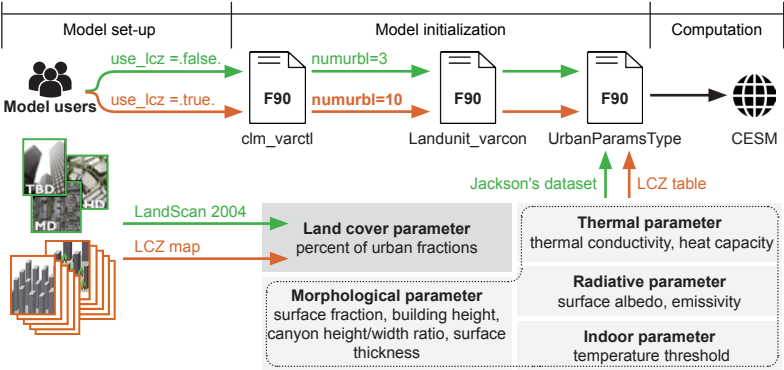 Model set-up
Model initialization
Computation
use_lcz =.false.
numurbl=3
Model users
F90
F90
F90
use_lcz =.true.
numurbl=10
clm_varctl
Landunit_varcon
UrbanParamsType
CESM
Jackson's dataset
LCZ table
TBD
HD
MD
LandScan 2004
LCZ map
Land cover parameter
percent of urban fractions
Thermal parameter
thermal conductivity, heat capacity
Morphological parameter
surface fraction, building height,
canyon height/width ratio, surface
thickness
Radiative parameter
surface albedo, emissivity
Indoor parameter
temperature threshold